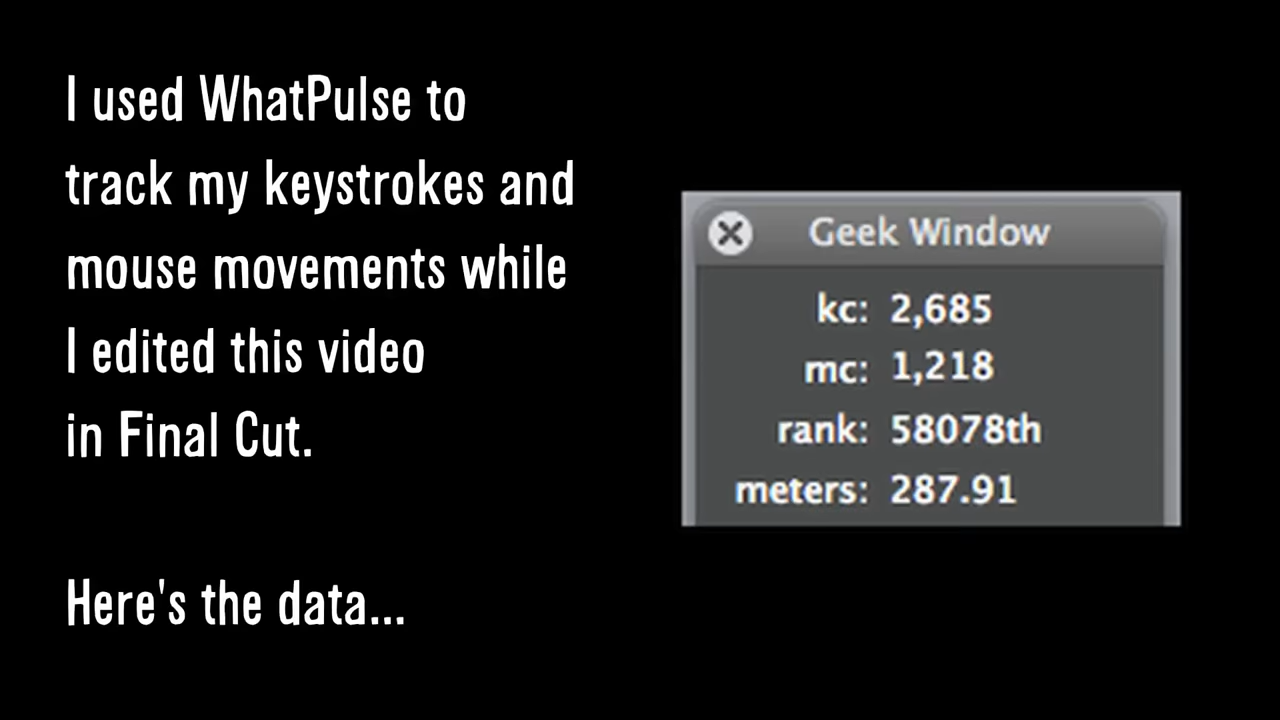 I used WhatPulse to
track my keystrokes and
mouse movements while
I edited this video
in Final Cut.
Here's the data...
Geek Window
kc: 2,685
mc: 1,218
rank: 58078th
meters: 287.91